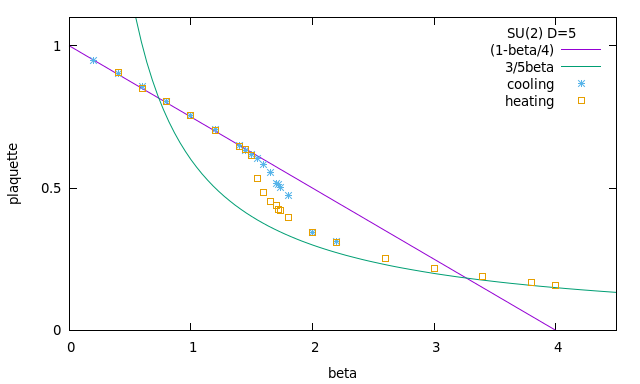 SU(2) D=5
(1-beta/4)
3/5beta
cooling
heating
plaquette
1
0.5
0
0 1 2 3 4
beta